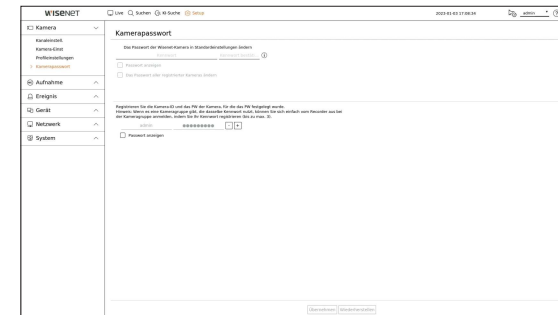 WISENET
Live Suchen KI-Suche Setup
2023-01-03 17:08:34
admin
Kamera
Kanaleinstell.
Kamera-Einst
Profileinstellungen
Kamerapasswort
Aufnahme
Ereignis
Gerät
Netzwerk
System
Kamerapasswort
Das Passwort der Wisenet-Kamera in Standardeinstellungen ändern
Passwort anzeigen
Das Passwort aller registrierter Kameras ändern
Registrieren Sie die Kamera-ID und das PW der Kamera, für die das PW festgelegt wurde.
Hinweis: Wenn es eine Kameragruppe gibt, die dasselbe Kennwort nutzt, können Sie sich einfach vom Recorder aus bei
der Kameragruppe anmelden, indem Sie Ihr Kennwort registrieren (bis zu max. 3).
admin
Passwort anzeigen
Übernehmen Wiederherstellen